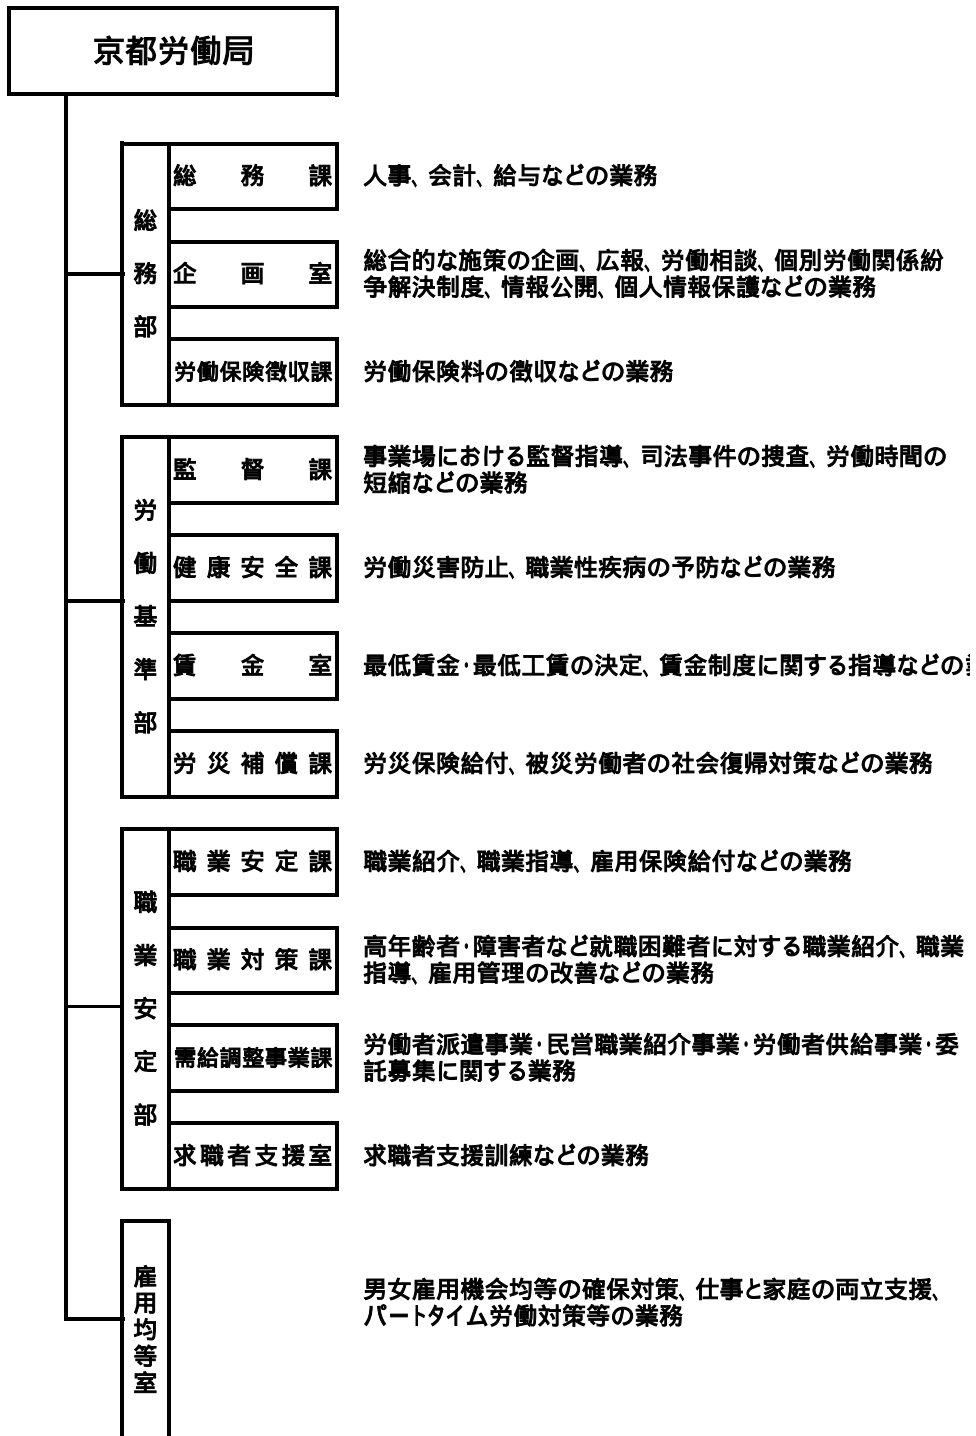 京都労働局
総務部
総務課
人事、会計、給与などの業務
企画室
総合的な施策の企画、広報、労働相談、個別労働関係紛
争解決制度、情報公開、個人情報保護などの業務
労働保険徴収課
労働保険料の徴収などの業務
労働基準部
監督課
事業場における監督指導、司法事件の捜査、労働時間の
短縮などの業務
健康安全課
労働災害防止、職業性疾病の予防などの業務
賃金室
最低賃金・最低工賃の決定、賃金制度に関する指導などの
労災補償課
労災保険給付、被災労働者の社会復帰対策などの業務
職業安定部
職業安定課
職業紹介、職業指導、雇用保険給付などの業務
職業対策課
高年齢者・障害者など就職困難者に対する職業紹介、職業
指導、雇用管理の改善などの業務
需給調整事業課
労働者派遣事業・民営職業紹介事業・労働者供給事業・委
託募集に関する業務
求職者支援室
求職者支援訓練などの業務
雇用均等室
男女雇用機会均等の確保対策、仕事と家庭の両立支援、
パートタイム労働対策等の業務